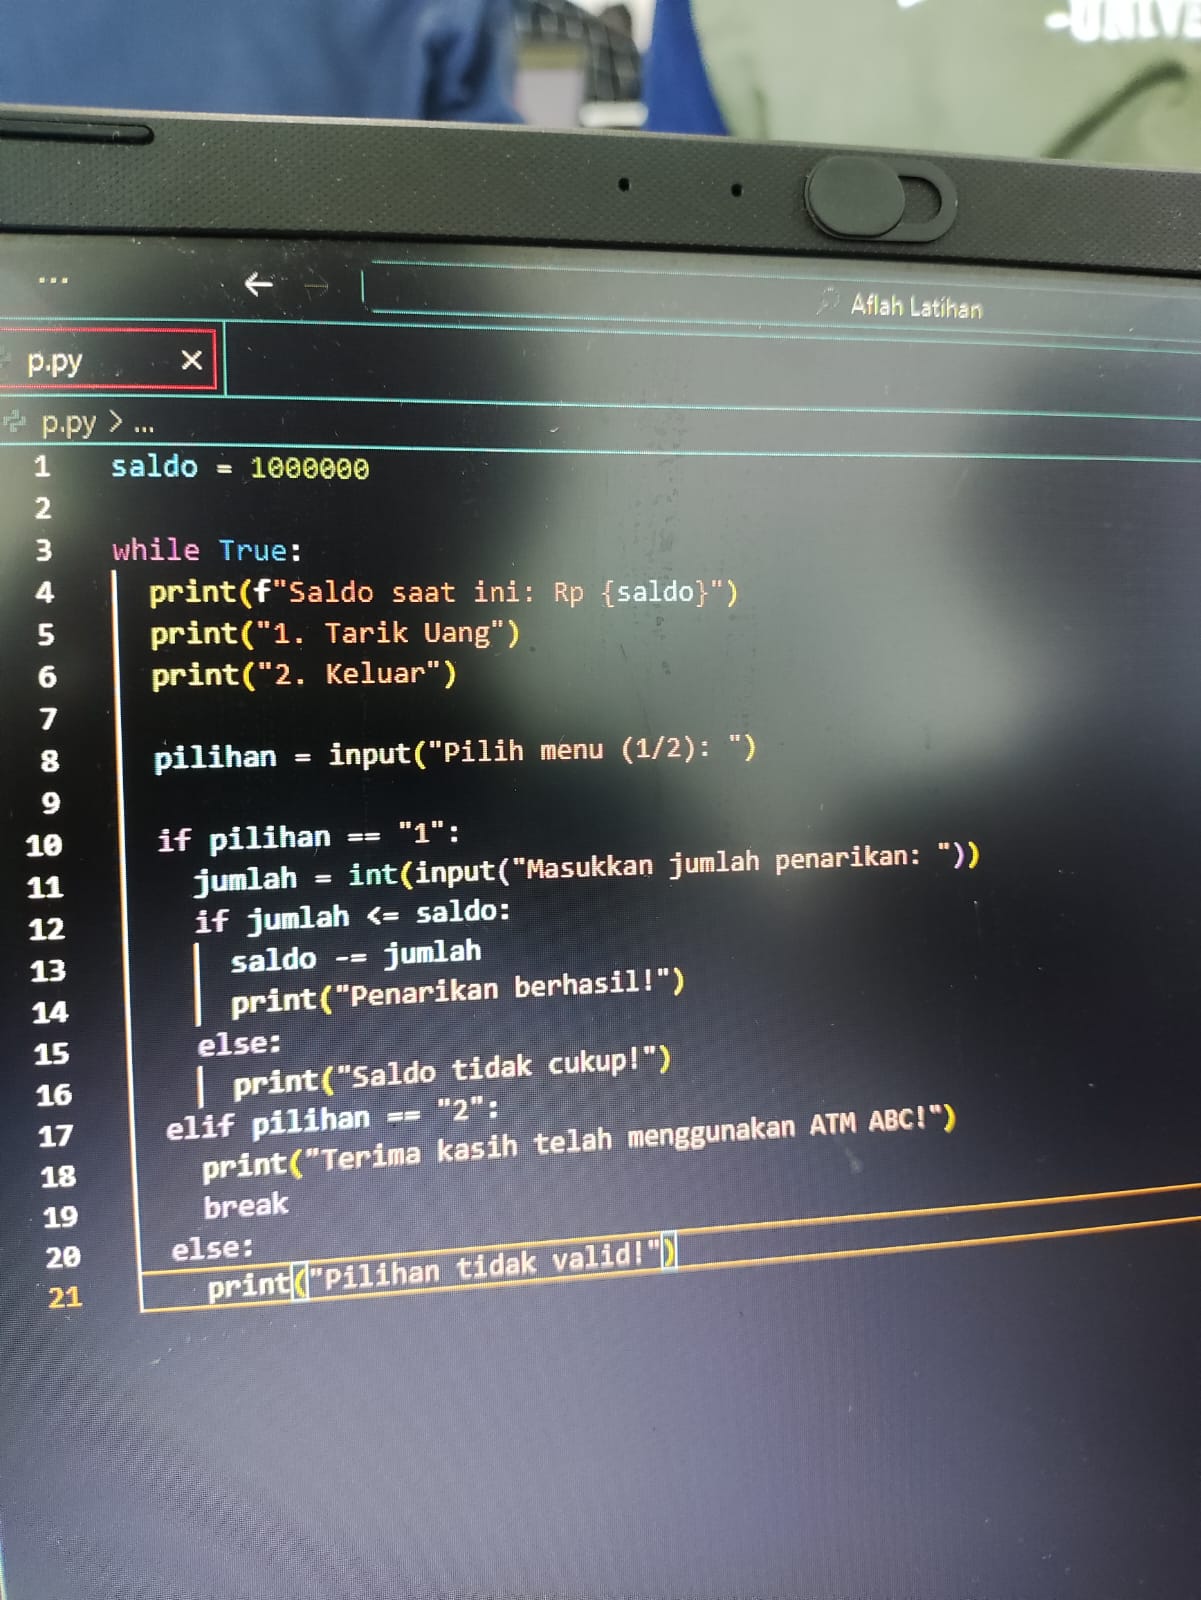 -UNIVE
...
Aflah Latihan
p.py
p.py > ...
1 saldo = 1000000
2
3 while True:
4 print(f"Saldo saat ini: Rp {saldo}")
5 print("1. Tarik Uang")
6 print("2. Keluar")
7
8 pilihan = input("Pilih menu (1/2): ")
9
10 if pilihan == "1":
11 jumlah = int(input("Masukkan jumlah penarikan: "))
12 if jumlah <= saldo:
13 saldo -= jumlah
14 print("Penarikan berhasil!")
15 else:
16 print("Saldo tidak cukup!")
17 elif pilihan == "2":
18 print("Terima kasih telah menggunakan ATM ABC!")
19 break
20 else:
21 print("Pilihan tidak valid!")